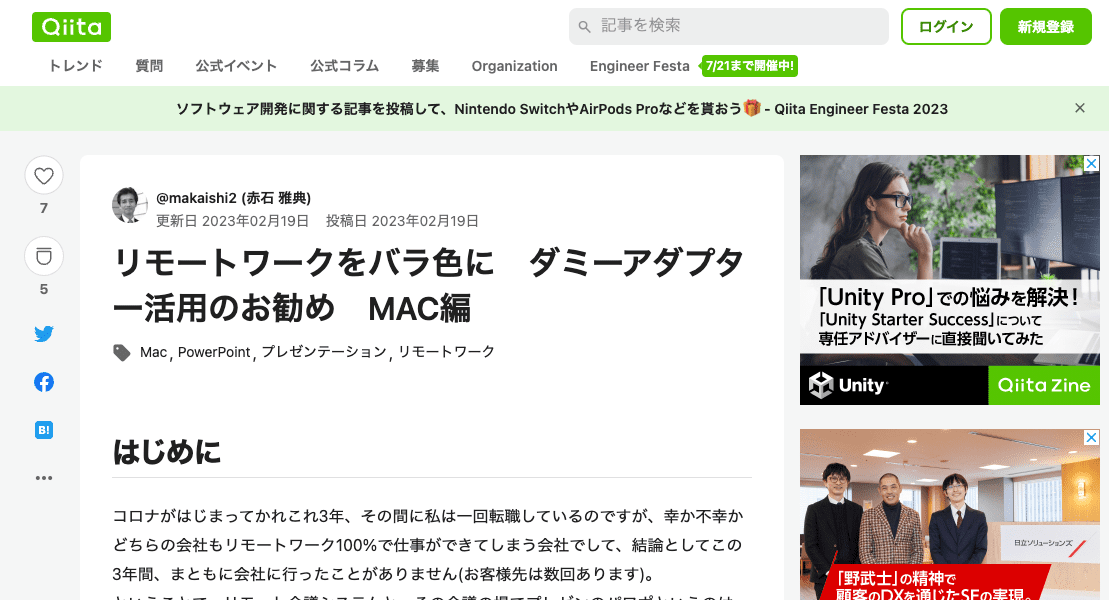 Qiita
記事を検索
ログイン
新規登録
トレンド 質問 公式イベント 公式コラム 募集 Organization Engineer Festa 7/21まで開催中!
ソフトウェア開発に関する記事を投稿して、Nintendo SwitchやAirPods Proなどを貰おう🎁 - Qiita Engineer Festa 2023
7
5
B!
@makaishi2 (赤石 雅典)
更新日 2023年02月19日 投稿日 2023年02月19日
リモートワークをバラ色に　ダミーアダプタ
ー活用のお勧め　MAC編
Mac, PowerPoint, プレゼンテーション, リモートワーク
はじめに
コロナがはじまってかれこれ3年、その間に私は一回転職しているのですが、幸か不幸か
どちらの会社もリモートワーク100%で仕事ができてしまう会社でして、結論としてこの
3年間、まともに会社に行ったことがありません(お客様先は数回あります)。
「Unity Pro」での悩みを解決！
「Unity Starter Success」について
専任アドバイザーに直接聞いてみた
Unity
Qiita Zine
日立ソリューションズ
「野武士」の精神で
顧客のDXを通じたSEの実現。